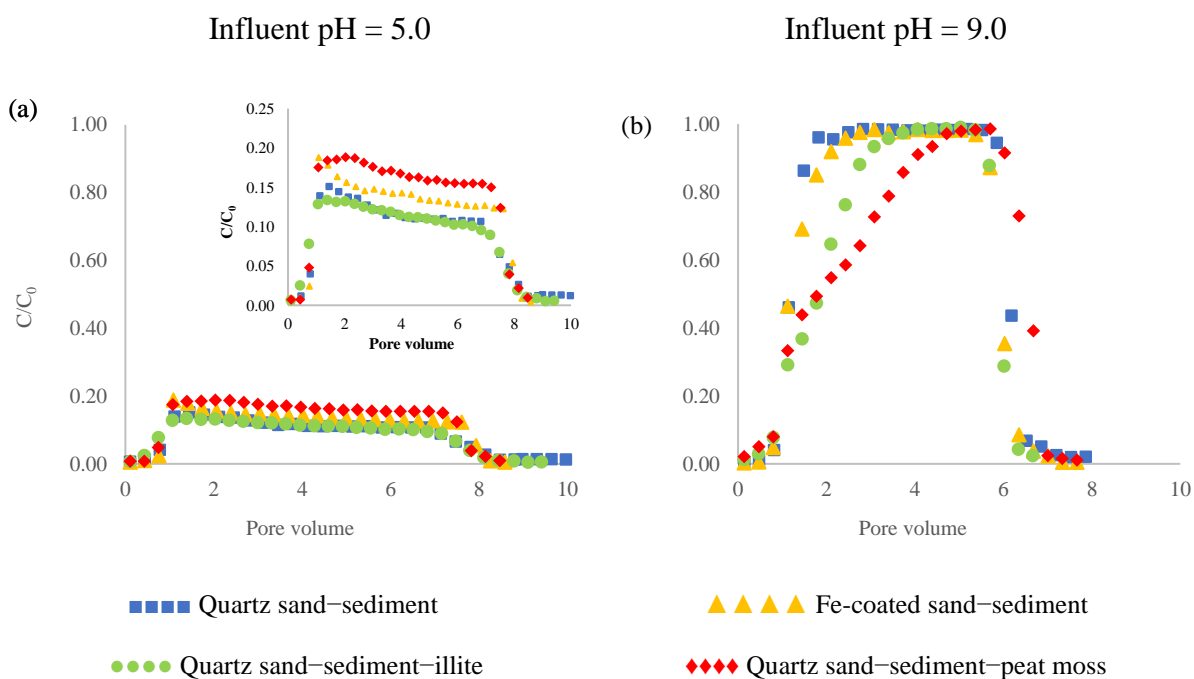 Influent pH = 5.0
Influent pH = 9.0
(a)
1.00
0.80
0.60
0.40
0.20
0.00
C/C0
0 2 4 6 8 10
Pore volume
0.25
0.20
0.15
0.10
0.05
0.00
C/C0
0 2 4 6 8 10
Pore volume
(b)
1.00
0.80
0.60
0.40
0.20
0.00
C/C0
0 2 4 6 8 10
Pore volume
Quartz sand−sediment
Fe-coated sand−sediment
Quartz sand−sediment−illite
Quartz sand−sediment−peat moss